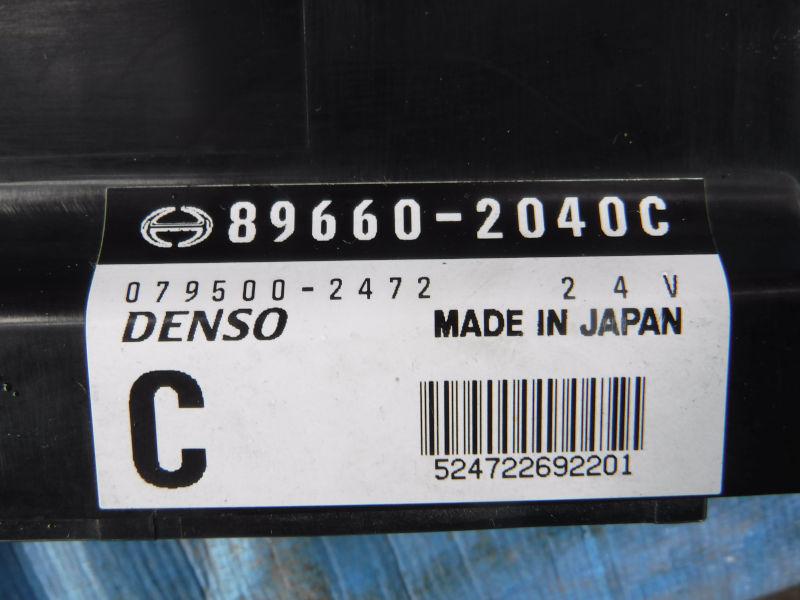 89660-2040C
079500-2472 24V
DENSO MADE IN JAPAN
C
524722692201